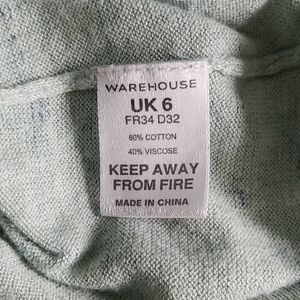 WAREHOUSE
UK 6
FR34 D32
60% COTTON
40% VISCOSE
KEEP AWAY
FROM FIRE
MADE IN CHINA